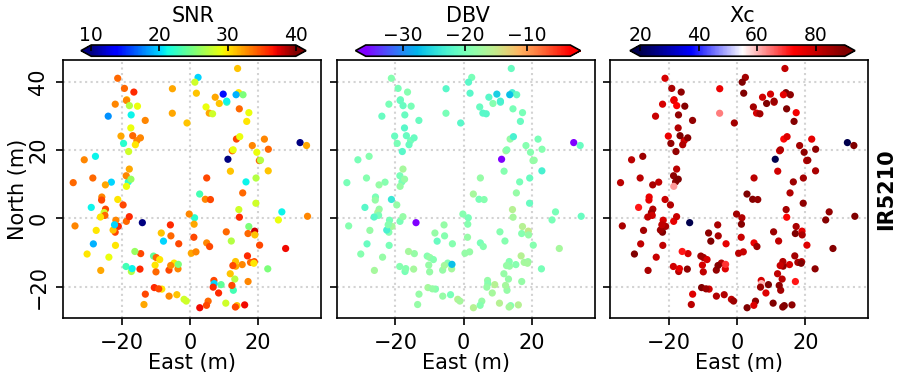 SNR
DBV
Xc
10 20 30 40
−30 −20 −10
20 40 60 80
40
20
0
−20
North (m)
−20 0 20
−20 0 20
−20 0 20
East (m)
East (m)
East (m)
IR5210